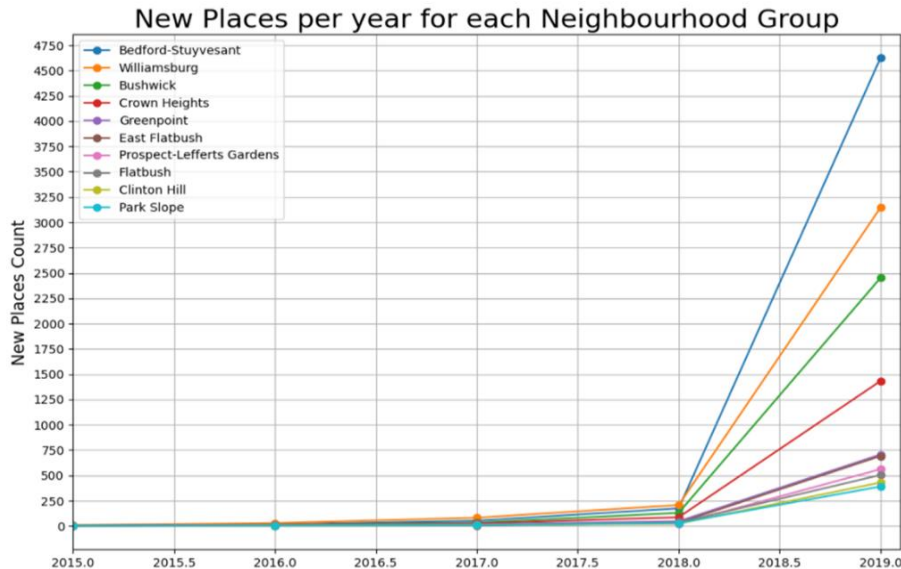 New Places per year for each Neighbourhood Group
4750
4500
4250
4000
3750
3500
3250
3000
2750
2500
2250
2000
1750
1500
1250
1000
750
500
250
0
New Places Count
Bedford-Stuyvesant
Williamsburg
Bushwick
Crown Heights
Greenpoint
East Flatbush
Prospect-Lefferts Gardens
Flatbush
Clinton Hill
Park Slope
2015.0 2015.5 2016.0 2016.5 2017.0 2017.5 2018.0 2018.5 2019.0